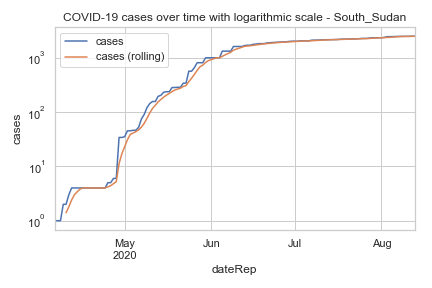 COVID-19 cases over time with logarithmic scale - South_Sudan
cases
cases (rolling)
10³
10²
10¹
10⁰
cases
May
2020
Jun
Jul
Aug
dateRep